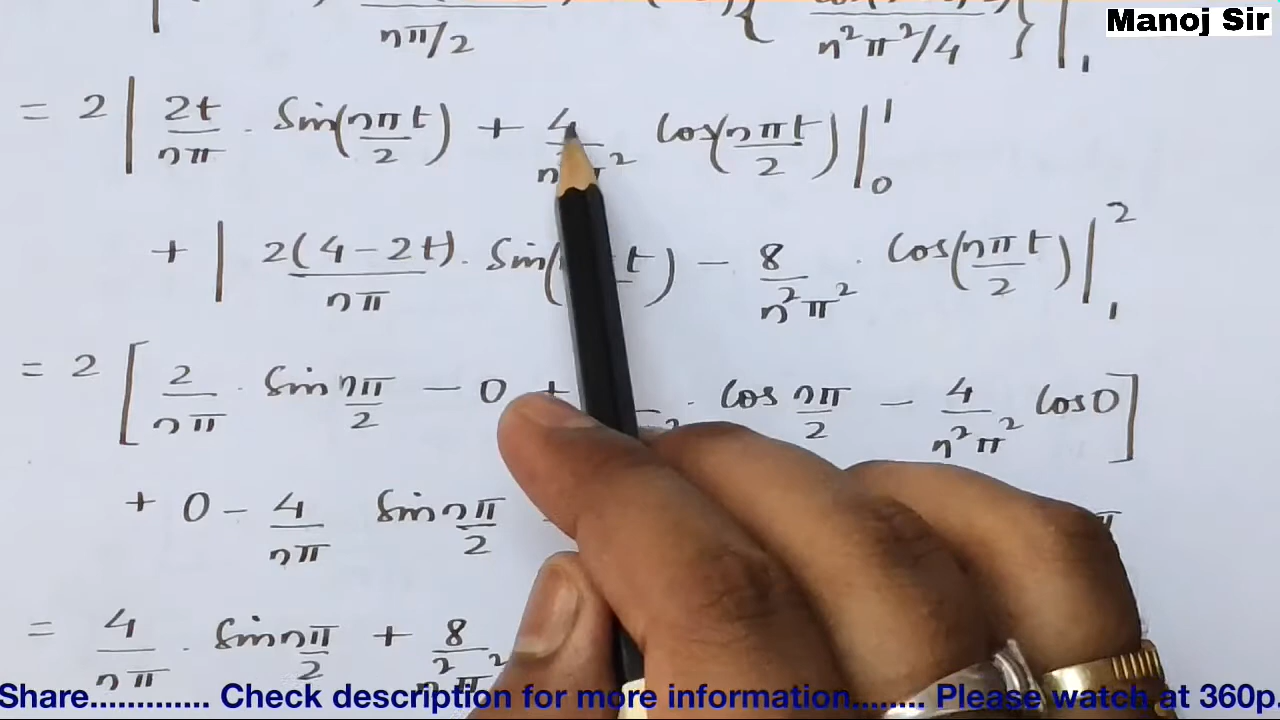 Manoj Sir
nπ/2 n²π²/4 } | 1
= 2 | 2t/nπ . Sin(nπt/2) + 4/n²π² Cos(nπt/2) |₀¹
+ | 2(4-2t)/nπ . Sin( t ) - 8/n²π² . Cos(nπt/2) |₁²
= 2 [ 2/nπ . Sin nπ/2 - 0 + . Cos nπ/2 - 4/n²π² Cos0 ]
+ 0 - 4/nπ Sin nπ/2
= 4/nπ . Sin nπ/2 + 8/n²π²
Share............. Check description for more information........ Please watch at 360p.